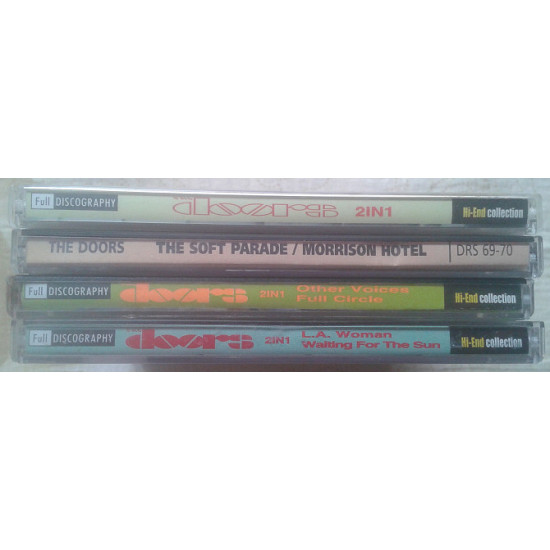 Full DISCOGRAPHY the doors 2IN1 Hi-End collection
THE DOORS THE SOFT PARADE / MORRISON HOTEL DRS 69-70
Full DISCOGRAPHY doors 2IN1 Other Voices
Full Circle Hi-End collection
Full DISCOGRAPHY doors 2IN1 L.A. Woman
Waiting For The Sun Hi-End collection